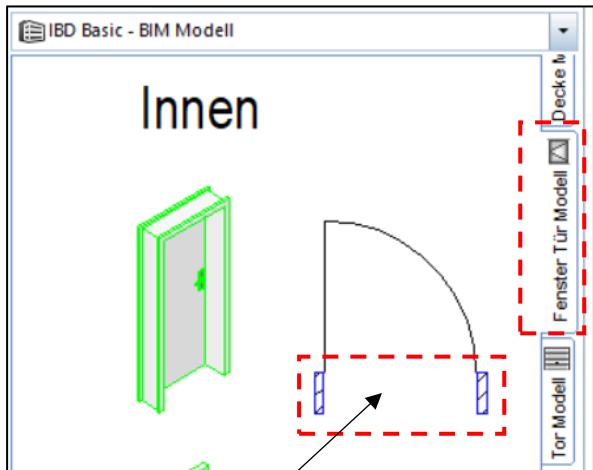 IBD Basic - BIM Modell
Innen
Decke M
Fenster Tür Modell
Tor Modell